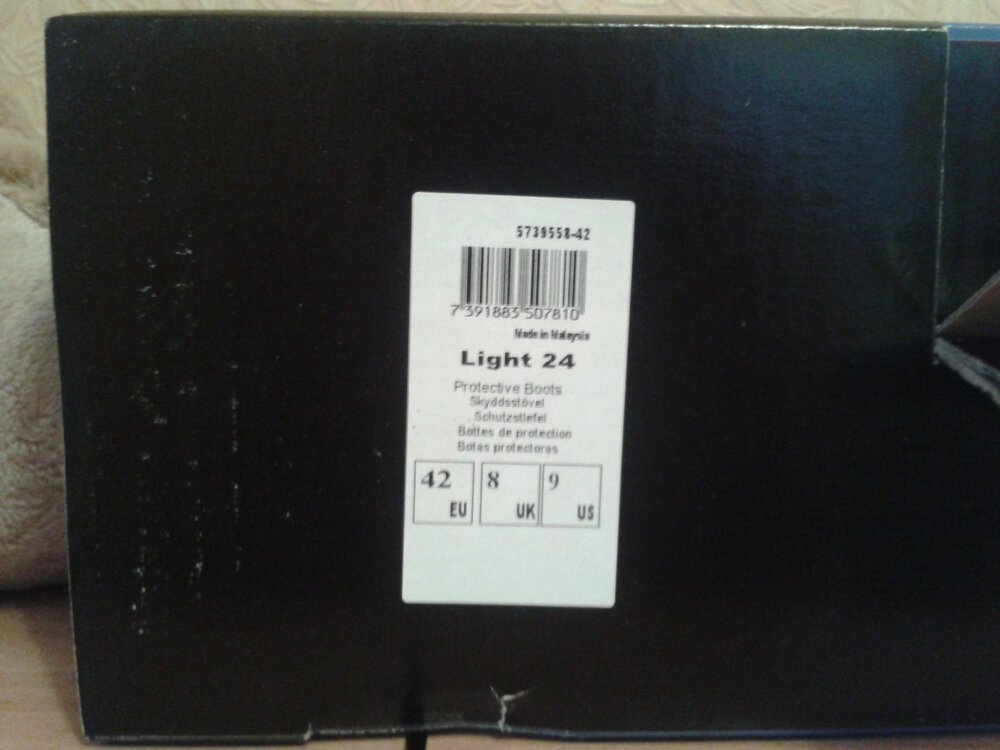 5739558-42
7 391883 507810
Made in Malaysia
Light 24
Protective Boots
Skyddsstövel
Schutzstiefel
Bottes de protection
Botas protectoras
42 EU 8 UK 9 US